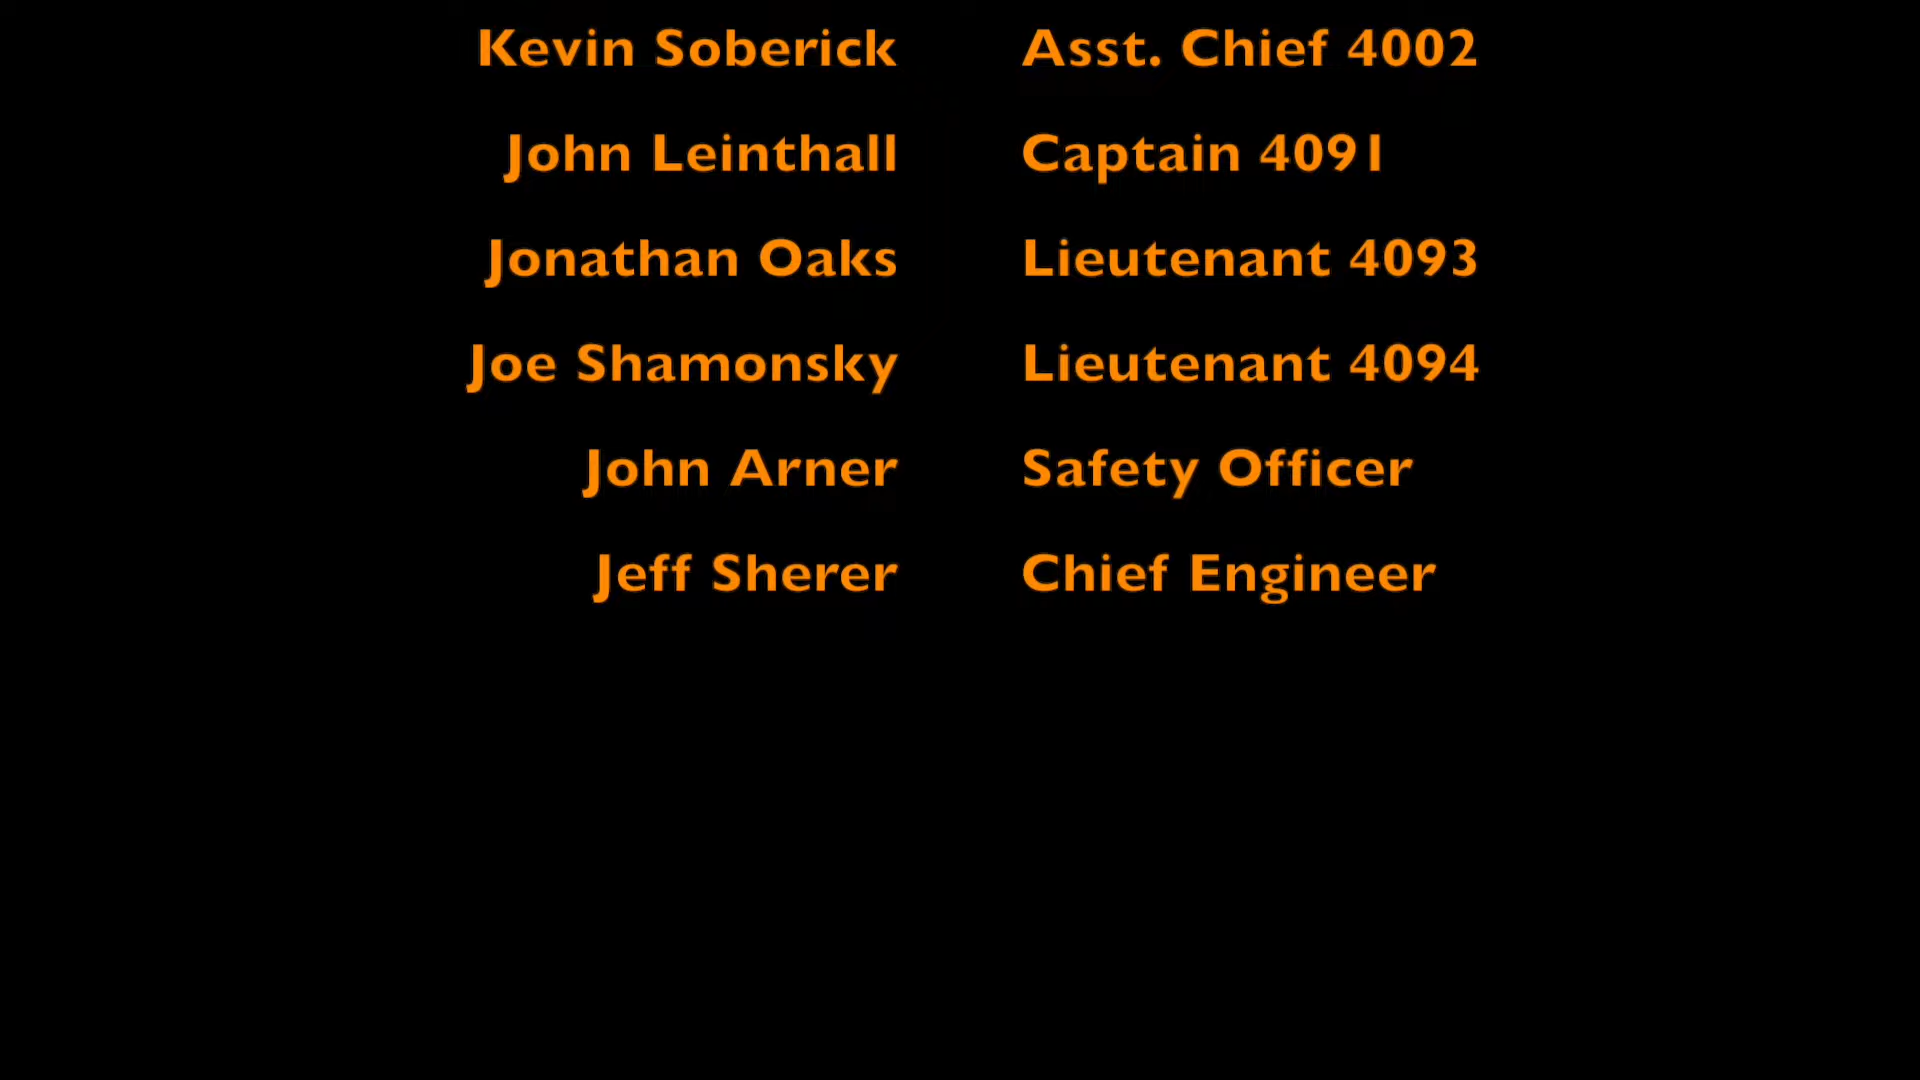 Kevin Soberick Asst. Chief 4002
John Leinthall Captain 4091
Jonathan Oaks Lieutenant 4093
Joe Shamonsky Lieutenant 4094
John Arner Safety Officer
Jeff Sherer Chief Engineer